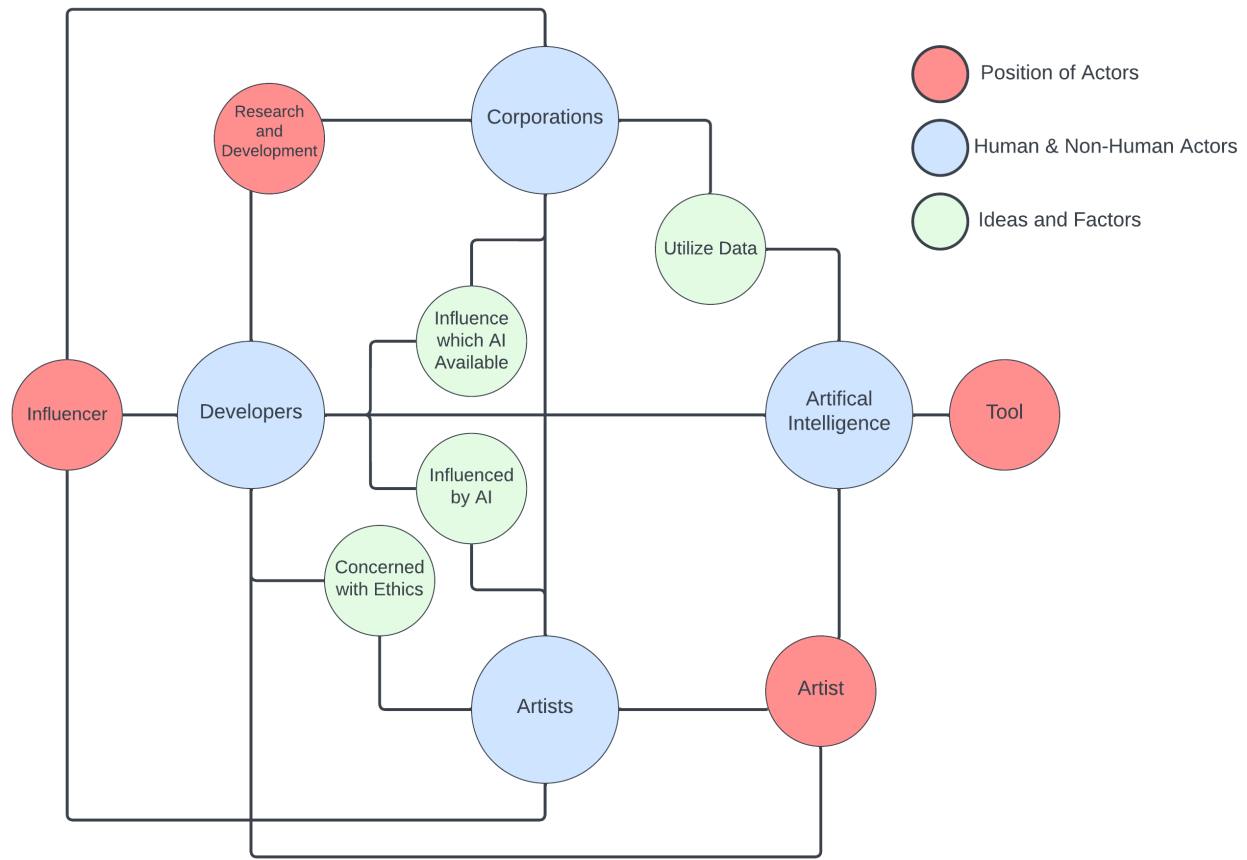 Position of Actors
Human & Non-Human Actors
Ideas and Factors
Research
and
Development
Corporations
Utilize Data
Influence
which AI
Available
Influencer
Developers
Artifical
Intelligence
Tool
Influenced
by AI
Concerned
with Ethics
Artists
Artist